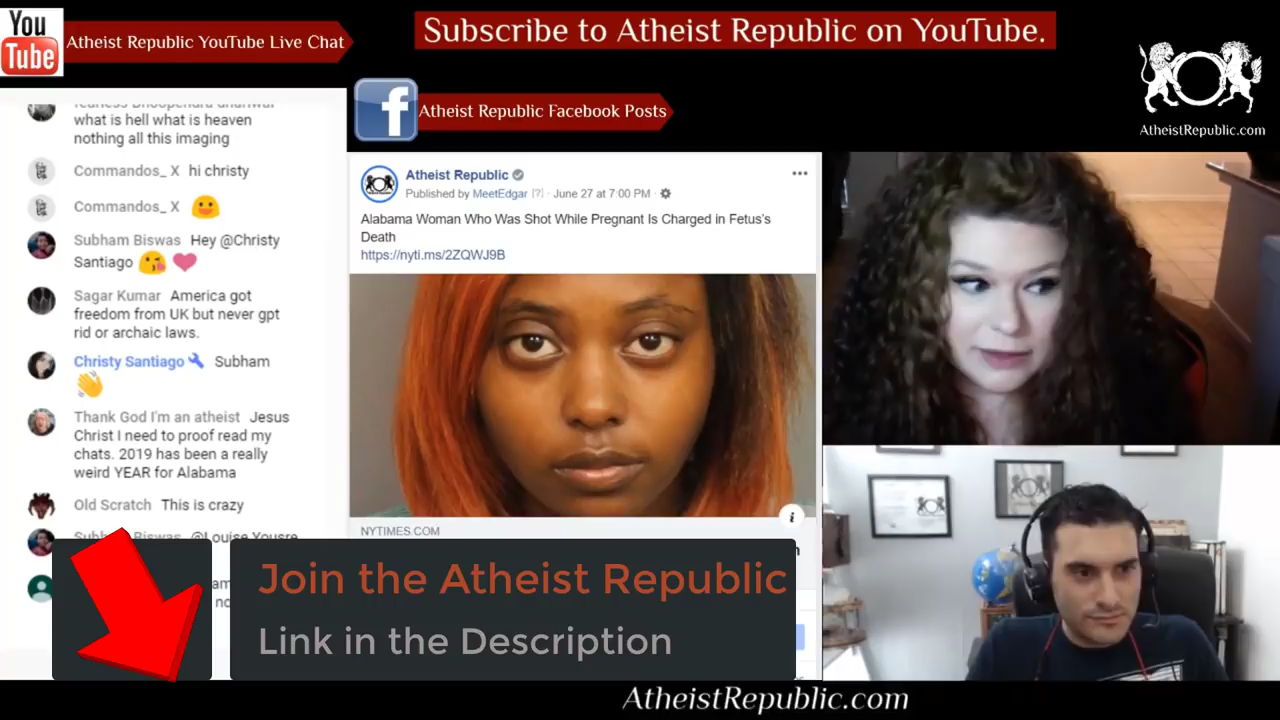 You
Tube
Atheist Republic YouTube Live Chat
Subscribe to Atheist Republic on YouTube.
AtheistRepublic.com
f
Atheist Republic Facebook Posts
what is hell what is heaven
nothing all this imaging
Commandos_ X hi christy
Commandos_ X 😀
Subham Biswas Hey @Christy
Santiago 😘 ❤️
Sagar Kumar America got
freedom from UK but never gpt
rid or archaic laws.
Christy Santiago Subham
👋
Thank God I'm an atheist Jesus
Christ I need to proof read my
chats. 2019 has been a really
weird YEAR for Alabama
Old Scratch This is crazy
Atheist Republic
Published by MeetEdgar [?] · June 27 at 7:00 PM ·
Alabama Woman Who Was Shot While Pregnant Is Charged in Fetus's
Death
https://nyti.ms/2ZQWJ9B
NYTIMES.COM
Join the Atheist Republic
Link in the Description
AtheistRepublic.com